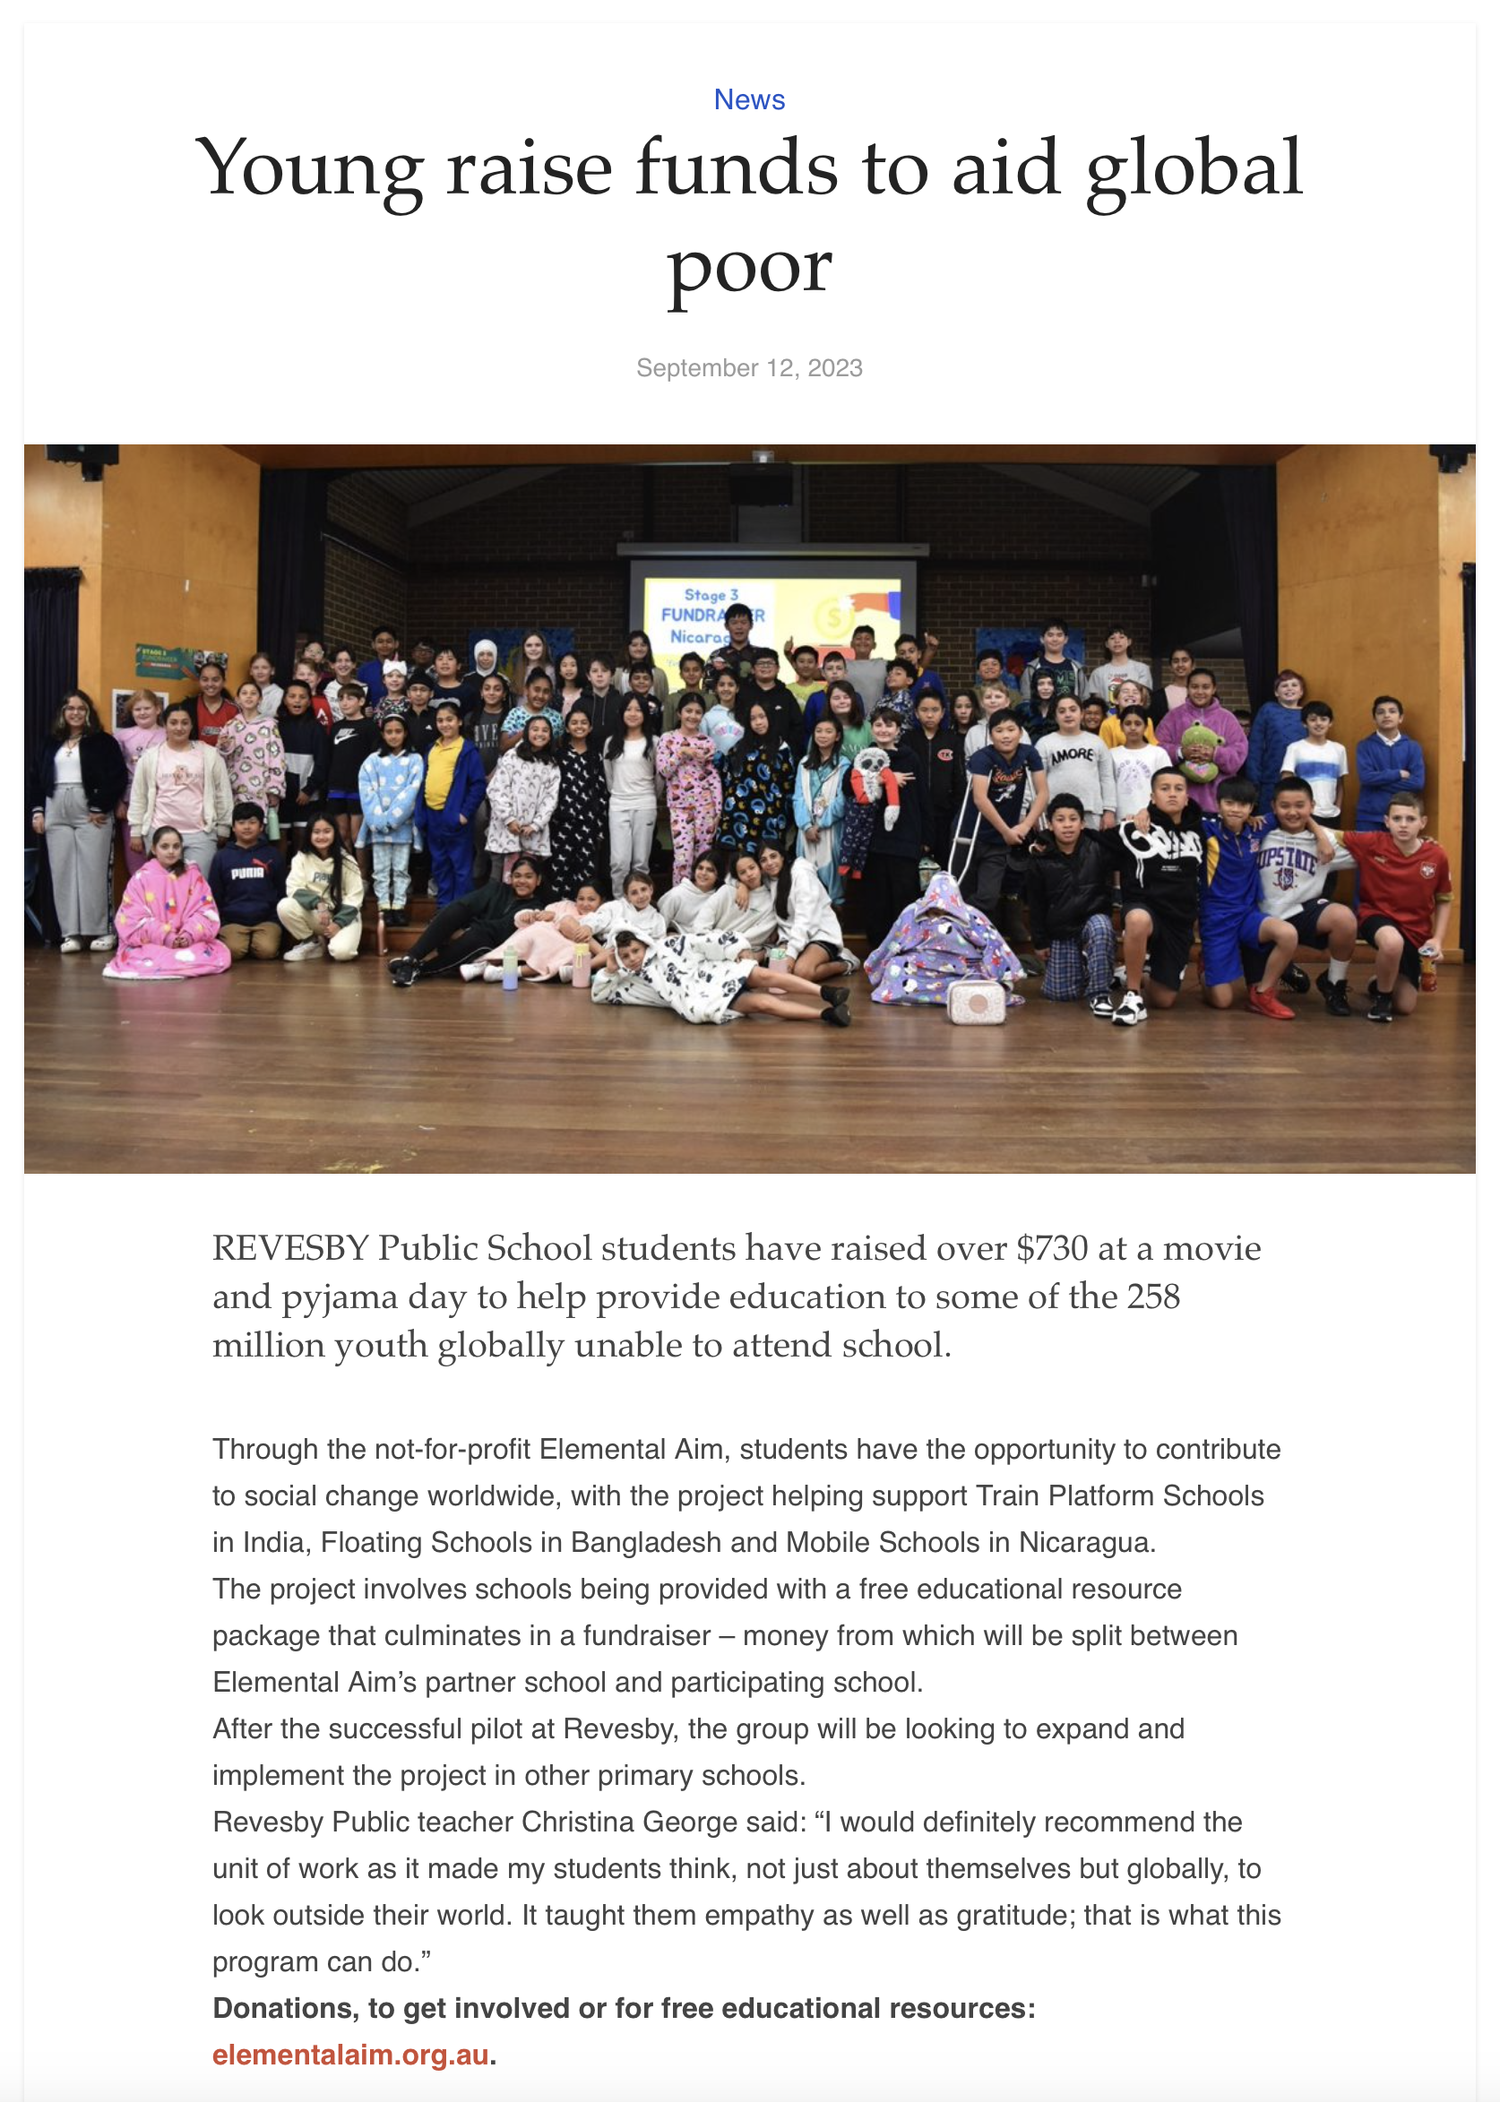 News
Young raise funds to aid global
poor
September 12, 2023
Stage 3
FUNDRA
ER
Nicarag
STAGE 3
FUNDRAISER
NIKE
AMORE
PUMA
UPSTATE
REVESBY Public School students have raised over $730 at a movie
and pyjama day to help provide education to some of the 258
million youth globally unable to attend school.
Through the not-for-profit Elemental Aim, students have the opportunity to contribute
to social change worldwide, with the project helping support Train Platform Schools
in India, Floating Schools in Bangladesh and Mobile Schools in Nicaragua.
The project involves schools being provided with a free educational resource
package that culminates in a fundraiser – money from which will be split between
Elemental Aim’s partner school and participating school.
After the successful pilot at Revesby, the group will be looking to expand and
implement the project in other primary schools.
Revesby Public teacher Christina George said: “I would definitely recommend the
unit of work as it made my students think, not just about themselves but globally, to
look outside their world. It taught them empathy as well as gratitude; that is what this
program can do.”
Donations, to get involved or for free educational resources:
elementalaim.org.au.